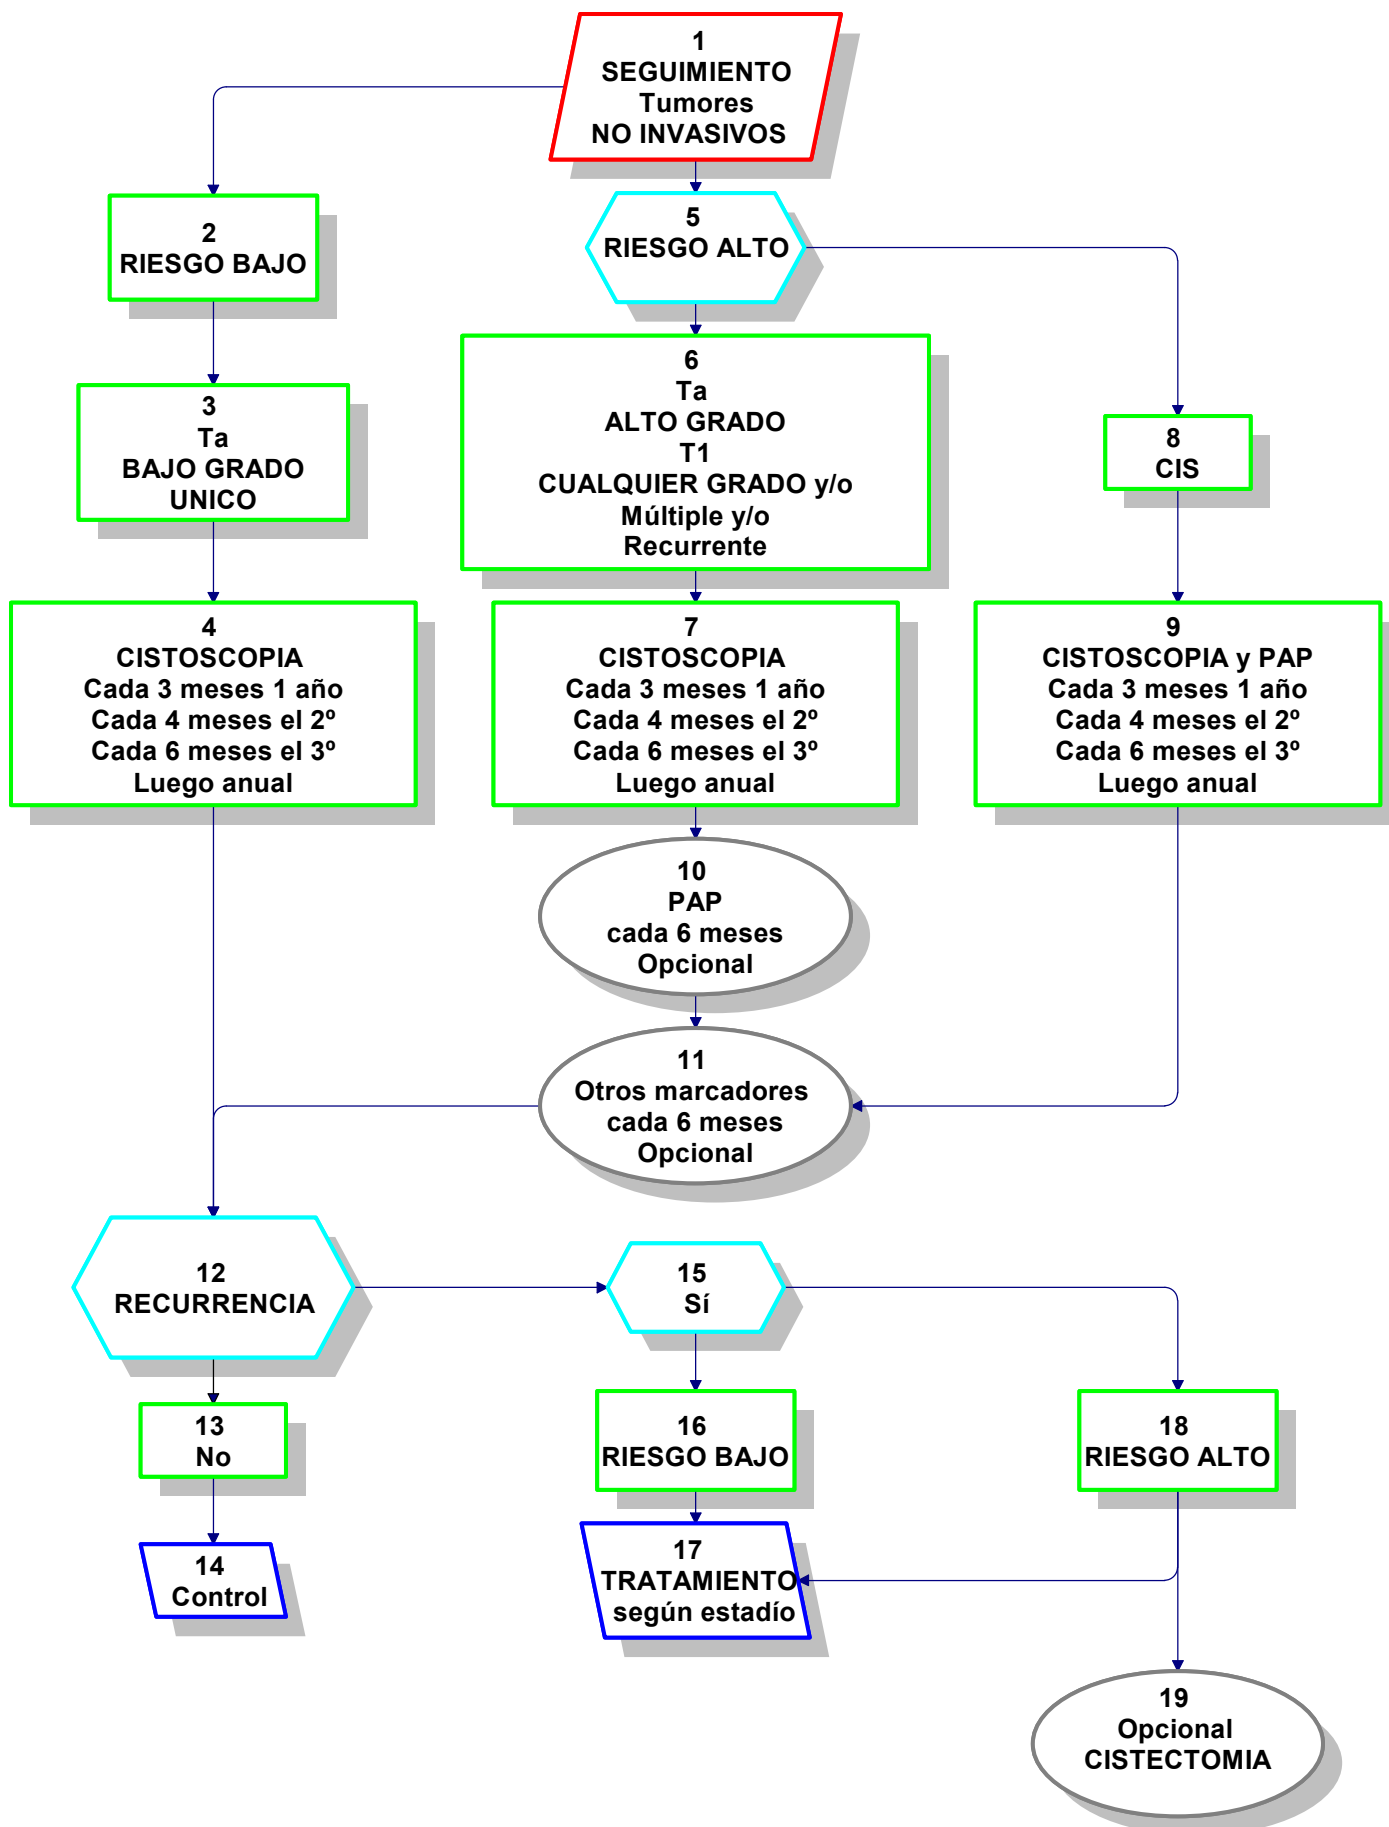 1
SEGUIMIENTO
Tumores
NO INVASIVOS
2
RIESGO BAJO
3
Ta
BAJO GRADO
UNICO
4
CISTOSCOPIA
Cada 3 meses 1 año
Cada 4 meses el 2º
Cada 6 meses el 3º
Luego anual
5
RIESGO ALTO
6
Ta
ALTO GRADO
T1
CUALQUIER GRADO y/o
Múltiple y/o
Recurrente
7
CISTOSCOPIA
Cada 3 meses 1 año
Cada 4 meses el 2º
Cada 6 meses el 3º
Luego anual
8
CIS
9
CISTOSCOPIA y PAP
Cada 3 meses 1 año
Cada 4 meses el 2º
Cada 6 meses el 3º
Luego anual
10
PAP
cada 6 meses
Opcional
11
Otros marcadores
cada 6 meses
Opcional
12
RECURRENCIA
13
No
14
Control
15
Sí
16
RIESGO BAJO
17
TRATAMIENTO
según estadío
18
RIESGO ALTO
19
Opcional
CISTECTOMIA